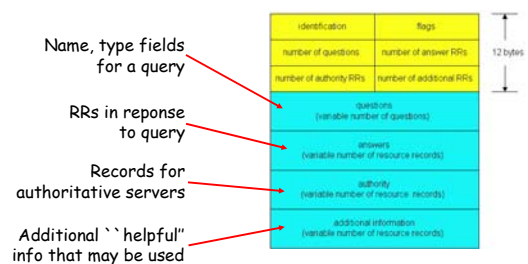 identification flags
Name, type fields
for a query
number of questions number of answer RRs 12 bytes
number of authority RRs number of additional RRs
questions
(variable number of questions)
RRs in reponse
to query
answers
(variable number of resource records)
Records for
authoritative servers
authority
(variable number of resource records)
Additional ``helpful"
info that may be used
additional information
(variable number of resource records)